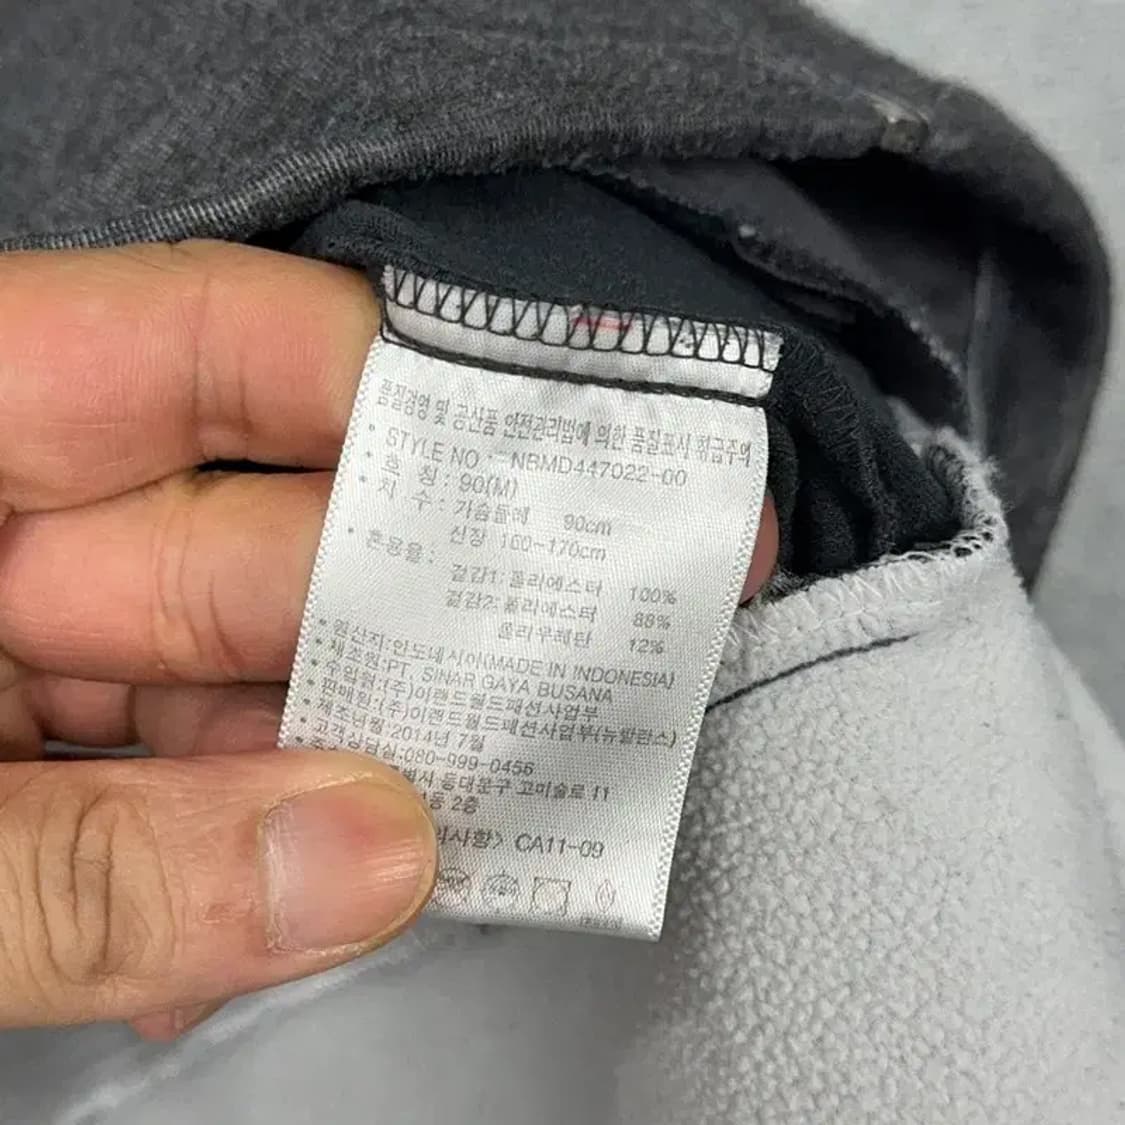 품질경영 및 공산품 안전관리법에 의한 품질표시 취급주의
* STYLE NO : NBMD447022-00
* 호 칭 : 90(M)
* 치 수 : 가슴둘레 90cm
신장 160-170cm
* 혼용율 :
겉감1:폴리에스터 100%
겉감2:폴리에스터 88%
폴리우레탄 12%
* 원산지:인도네시아(MADE IN INDONESIA)
* 제조원:PT. SINAR GAYA BUSANA
* 수입원:(주)이랜드월드패션사업부
* 판매원:(주)이랜드월드패션사업부(뉴발란스)
* 제조년월:2014년 7월
* 고객상담실:080-999-0456
동대문구 고미술로 11
2층
CA11-09